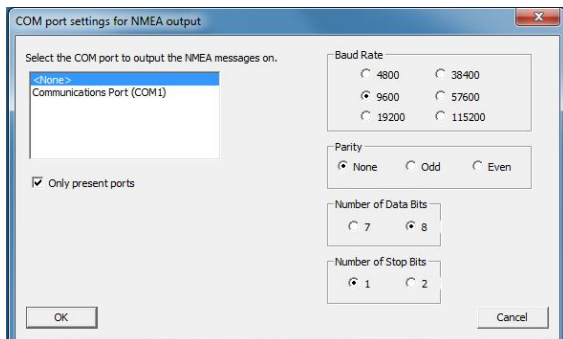 COM port settings for NMEA output
Select the COM port to output the NMEA messages on.
<None>
Communications Port (COM1)
Only present ports
Baud Rate
4800 38400
9600 57600
19200 115200
Parity
None Odd Even
Number of Data Bits
7 8
Number of Stop Bits
1 2
OK Cancel